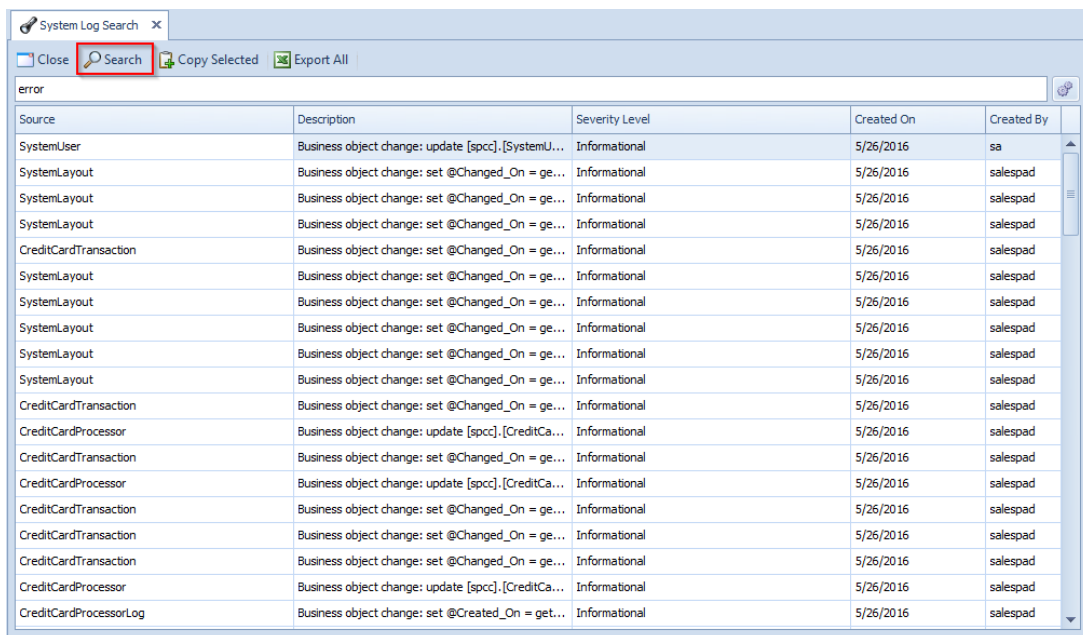 System Log Search x
Close Search Copy Selected Export All
error
Source Description Severity Level Created On Created By
SystemUser Business object change: update [spcc].[SystemU... Informational 5/26/2016 sa
SystemLayout Business object change: set @Changed_On = ge... Informational 5/26/2016 salespad
SystemLayout Business object change: set @Changed_On = ge... Informational 5/26/2016 salespad
SystemLayout Business object change: set @Changed_On = ge... Informational 5/26/2016 salespad
CreditCardTransaction Business object change: set @Changed_On = ge... Informational 5/26/2016 salespad
SystemLayout Business object change: set @Changed_On = ge... Informational 5/26/2016 salespad
SystemLayout Business object change: set @Changed_On = ge... Informational 5/26/2016 salespad
SystemLayout Business object change: set @Changed_On = ge... Informational 5/26/2016 salespad
SystemLayout Business object change: set @Changed_On = ge... Informational 5/26/2016 salespad
SystemLayout Business object change: set @Changed_On = ge... Informational 5/26/2016 salespad
CreditCardTransaction Business object change: set @Changed_On = ge... Informational 5/26/2016 salespad
CreditCardProcessor Business object change: update [spcc].[CreditCa... Informational 5/26/2016 salespad
CreditCardTransaction Business object change: set @Changed_On = ge... Informational 5/26/2016 salespad
CreditCardProcessor Business object change: update [spcc].[CreditCa... Informational 5/26/2016 salespad
CreditCardTransaction Business object change: set @Changed_On = ge... Informational 5/26/2016 salespad
CreditCardTransaction Business object change: set @Changed_On = ge... Informational 5/26/2016 salespad
CreditCardTransaction Business object change: set @Changed_On = ge... Informational 5/26/2016 salespad
CreditCardProcessor Business object change: update [spcc].[CreditCa... Informational 5/26/2016 salespad
CreditCardProcessorLog Business object change: set @Created_On = get... Informational 5/26/2016 salespad